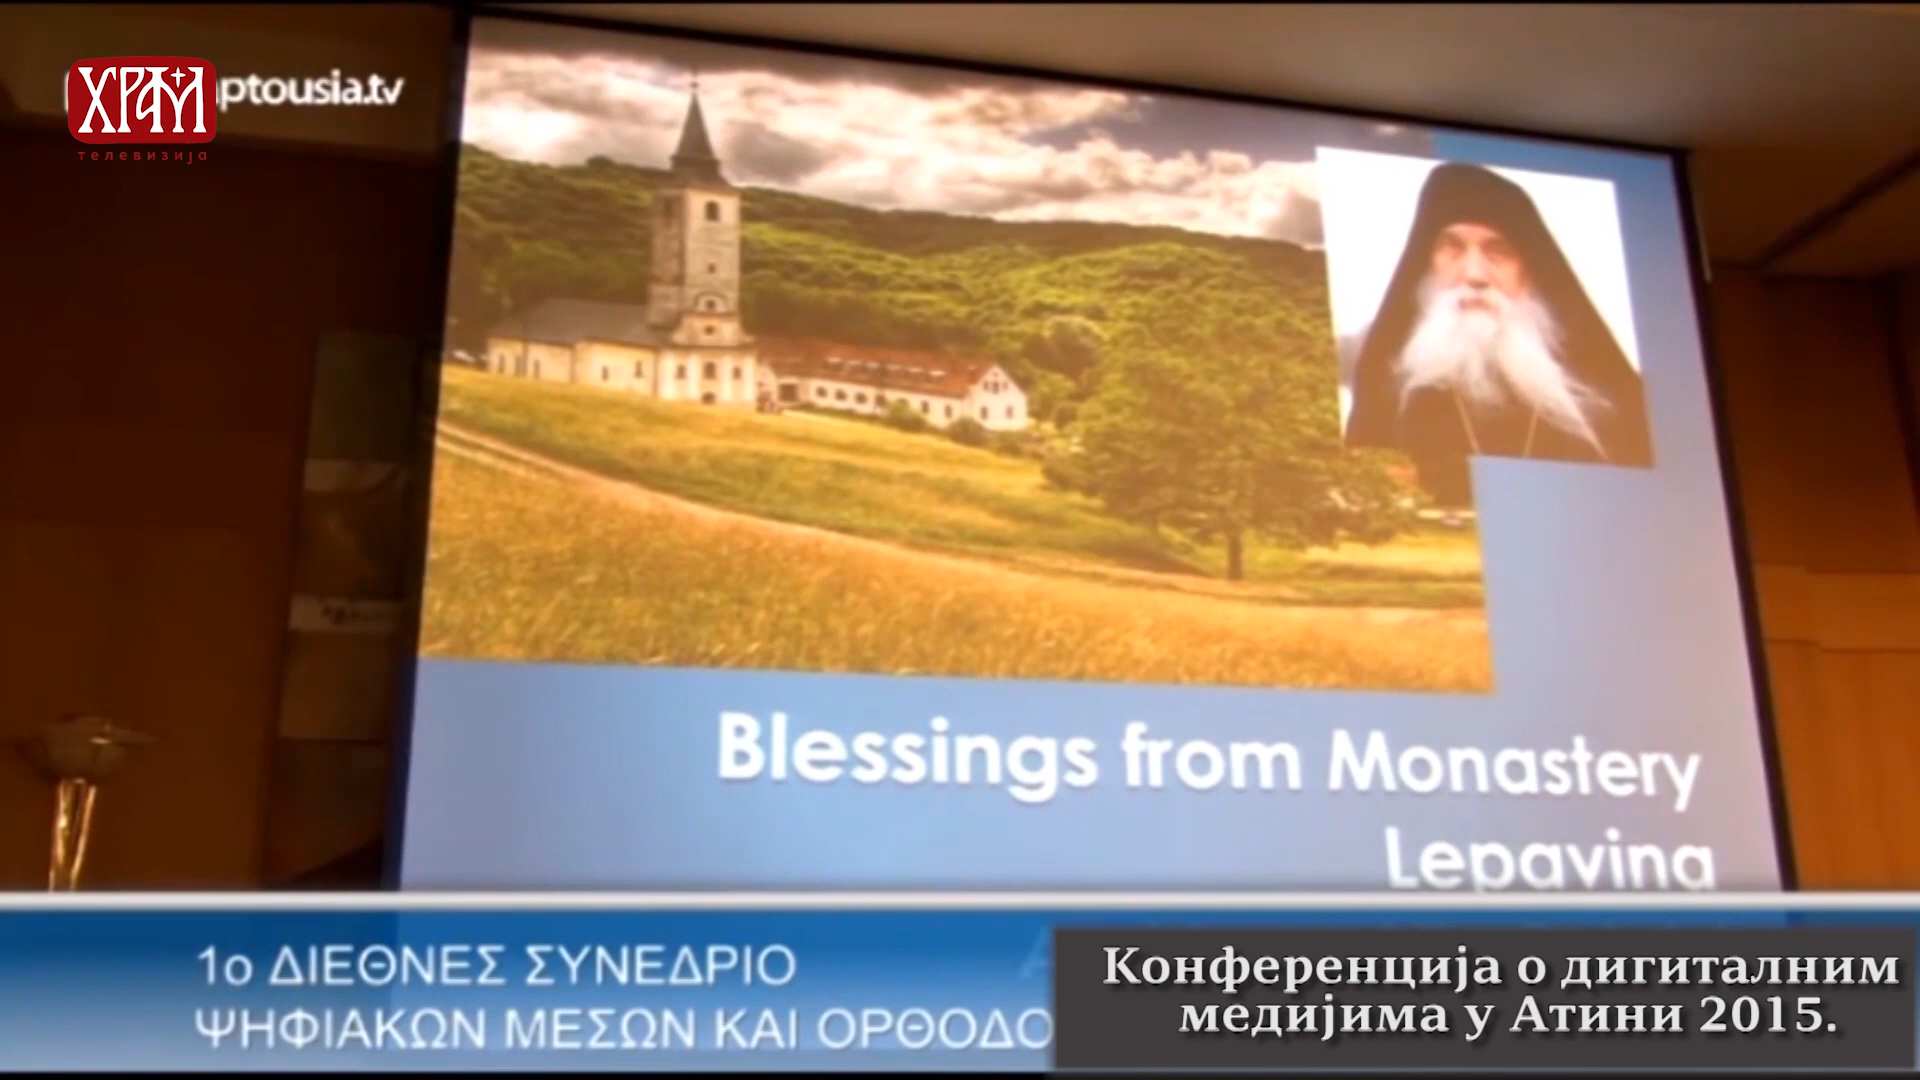 ХРАМ
телевизија
ptousia.tv
Blessings from Monastery
Lepavina
1ο ΔΙΕΘΝΕΣ ΣΥΝΕΔΡΙΟ
ΨΗΦΙΑΚΩΝ ΜΕΣΩΝ ΚΑΙ ΟΡΘΟΔΟ
Конференција о дигиталним
медијима у Атини 2015.